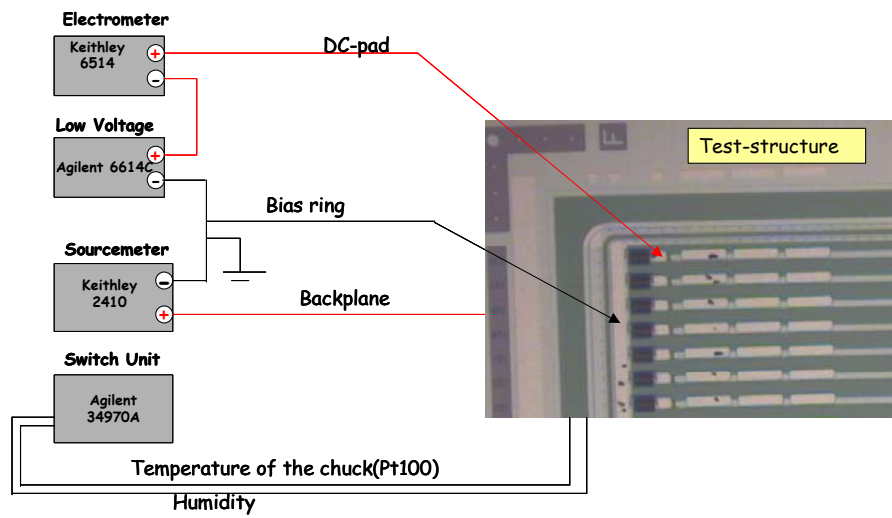 Electrometer
Keithley
6514
+
-
DC-pad
Low Voltage
Agilent 6614C
+
-
Test-structure
F
Bias ring
Sourcemeter
Keithley
2410
-
+
Backplane
Switch Unit
Agilent
34970A
Temperature of the chuck(Pt100)
Humidity